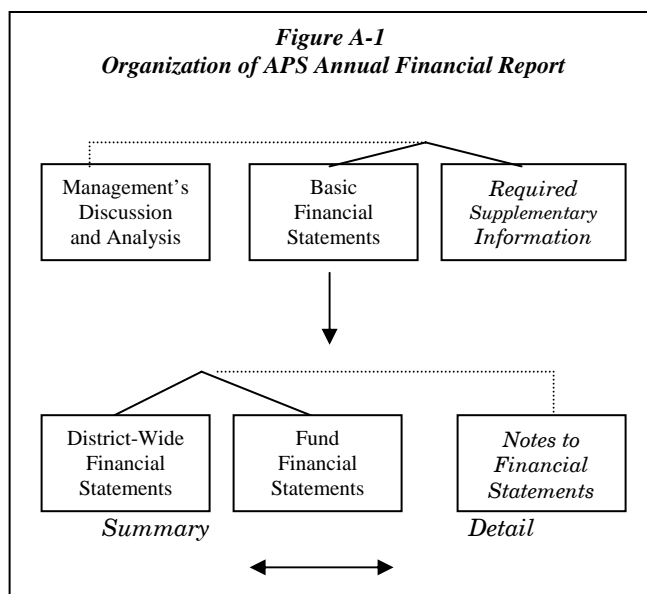 Figure A-1
Organization of APS Annual Financial Report
Management’s
Discussion
and Analysis
Basic
Financial
Statements
Required
Supplementary
Information
District-Wide
Financial
Statements
Fund
Financial
Statements
Notes to
Financial
Statements
Summary
Detail